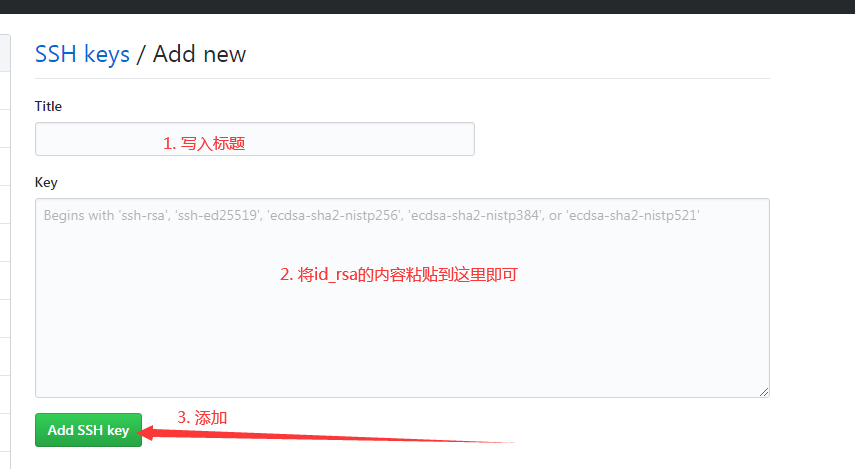 SSH keys / Add new
Title
1. 写入标题
Key
Begins with 'ssh-rsa', 'ssh-ed25519', 'ecdsa-sha2-nistp256', 'ecdsa-sha2-nistp384', or 'ecdsa-sha2-nistp521'
2. 将id_rsa的内容粘贴到这里即可
3. 添加
Add SSH key